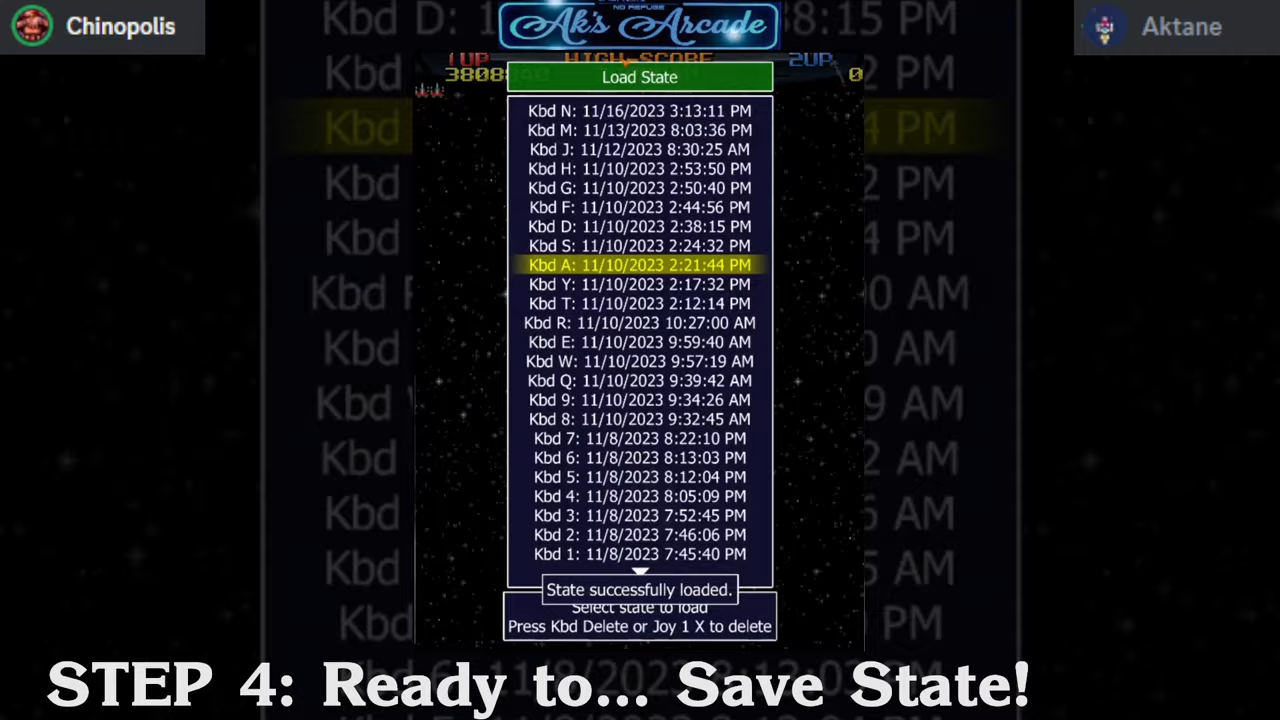 Chinopolis
NO REFUGE
Ak's Arcade
Aktane
1UP HIGH-SCORE 2UP
3808 0
Load State
Kbd N: 11/16/2023 3:13:11 PM
Kbd M: 11/13/2023 8:03:36 PM
Kbd J: 11/12/2023 8:30:25 AM
Kbd H: 11/10/2023 2:53:50 PM
Kbd G: 11/10/2023 2:50:40 PM
Kbd F: 11/10/2023 2:44:56 PM
Kbd D: 11/10/2023 2:38:15 PM
Kbd S: 11/10/2023 2:24:32 PM
Kbd A: 11/10/2023 2:21:44 PM
Kbd Y: 11/10/2023 2:17:32 PM
Kbd T: 11/10/2023 2:12:14 PM
Kbd R: 11/10/2023 10:27:00 AM
Kbd E: 11/10/2023 9:59:40 AM
Kbd W: 11/10/2023 9:57:19 AM
Kbd Q: 11/10/2023 9:39:42 AM
Kbd 9: 11/10/2023 9:34:26 AM
Kbd 8: 11/10/2023 9:32:45 AM
Kbd 7: 11/8/2023 8:22:10 PM
Kbd 6: 11/8/2023 8:13:03 PM
Kbd 5: 11/8/2023 8:12:04 PM
Kbd 4: 11/8/2023 8:05:09 PM
Kbd 3: 11/8/2023 7:52:45 PM
Kbd 2: 11/8/2023 7:46:06 PM
Kbd 1: 11/8/2023 7:45:40 PM
State successfully loaded.
Select state to load
Press Kbd Delete or Joy 1 X to delete
STEP 4: Ready to... Save State!